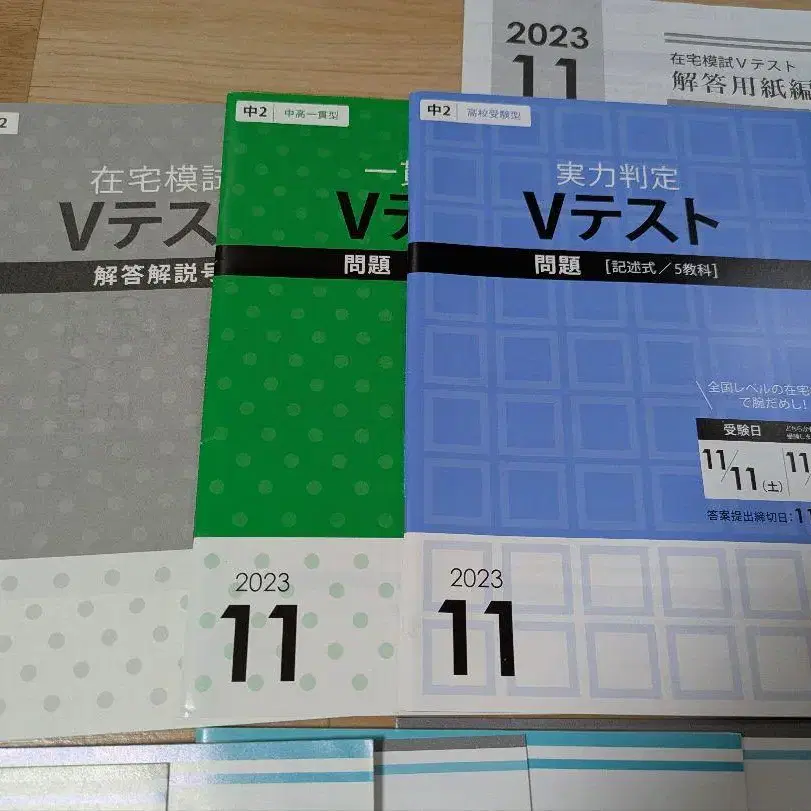 2023
11
在宅模試Vテスト
解答用紙編
2
在宅模試
Vテス
解答解説号
中2 中高一貫型
一貫
Vテ
問題
2023
11
中2 高校受験型
実力判定
Vテスト
問題 [記述式/5教科]
全国レベルの在宅
で腕だめし!
受験日
11/11(土)
11/
答案提出締切日:11
2023
11